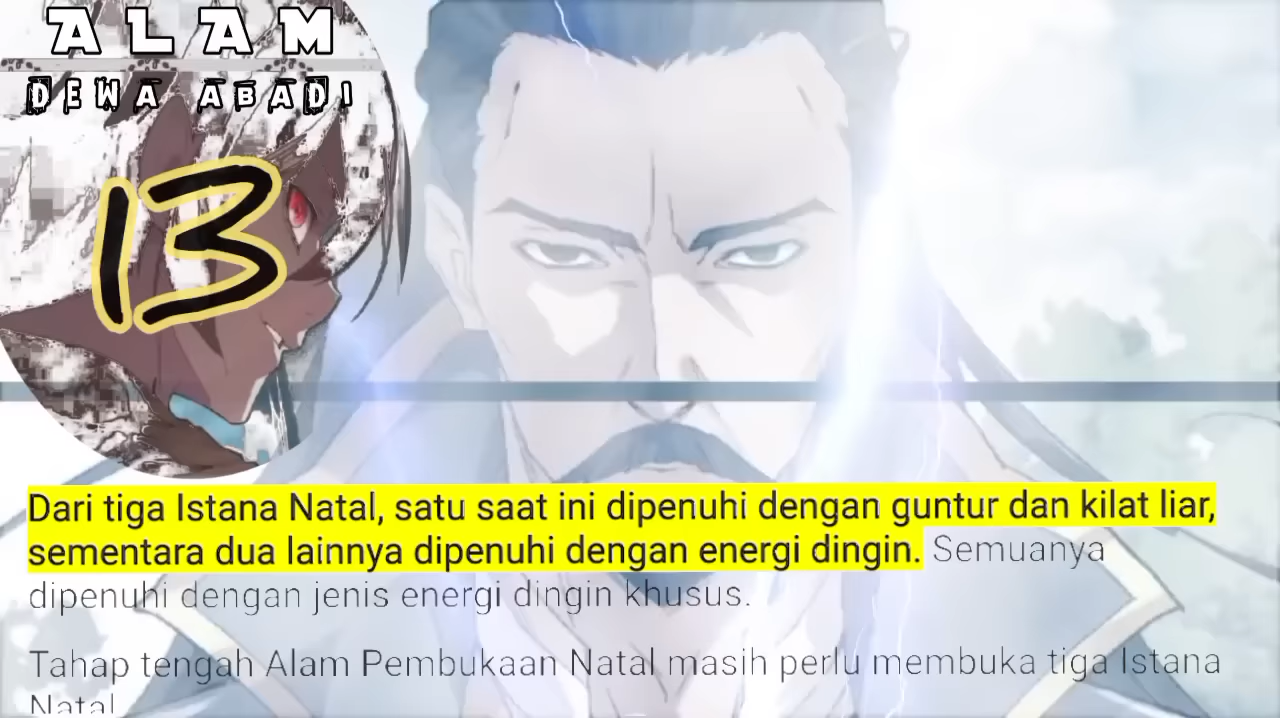 ALAM
DEWA ABADI
13
Dari tiga Istana Natal, satu saat ini dipenuhi dengan guntur dan kilat liar,
sementara dua lainnya dipenuhi dengan energi dingin. Semuanya
dipenuhi dengan jenis energi dingin khusus.
Tahap tengah Alam Pembukaan Natal masih perlu membuka tiga Istana
Natal